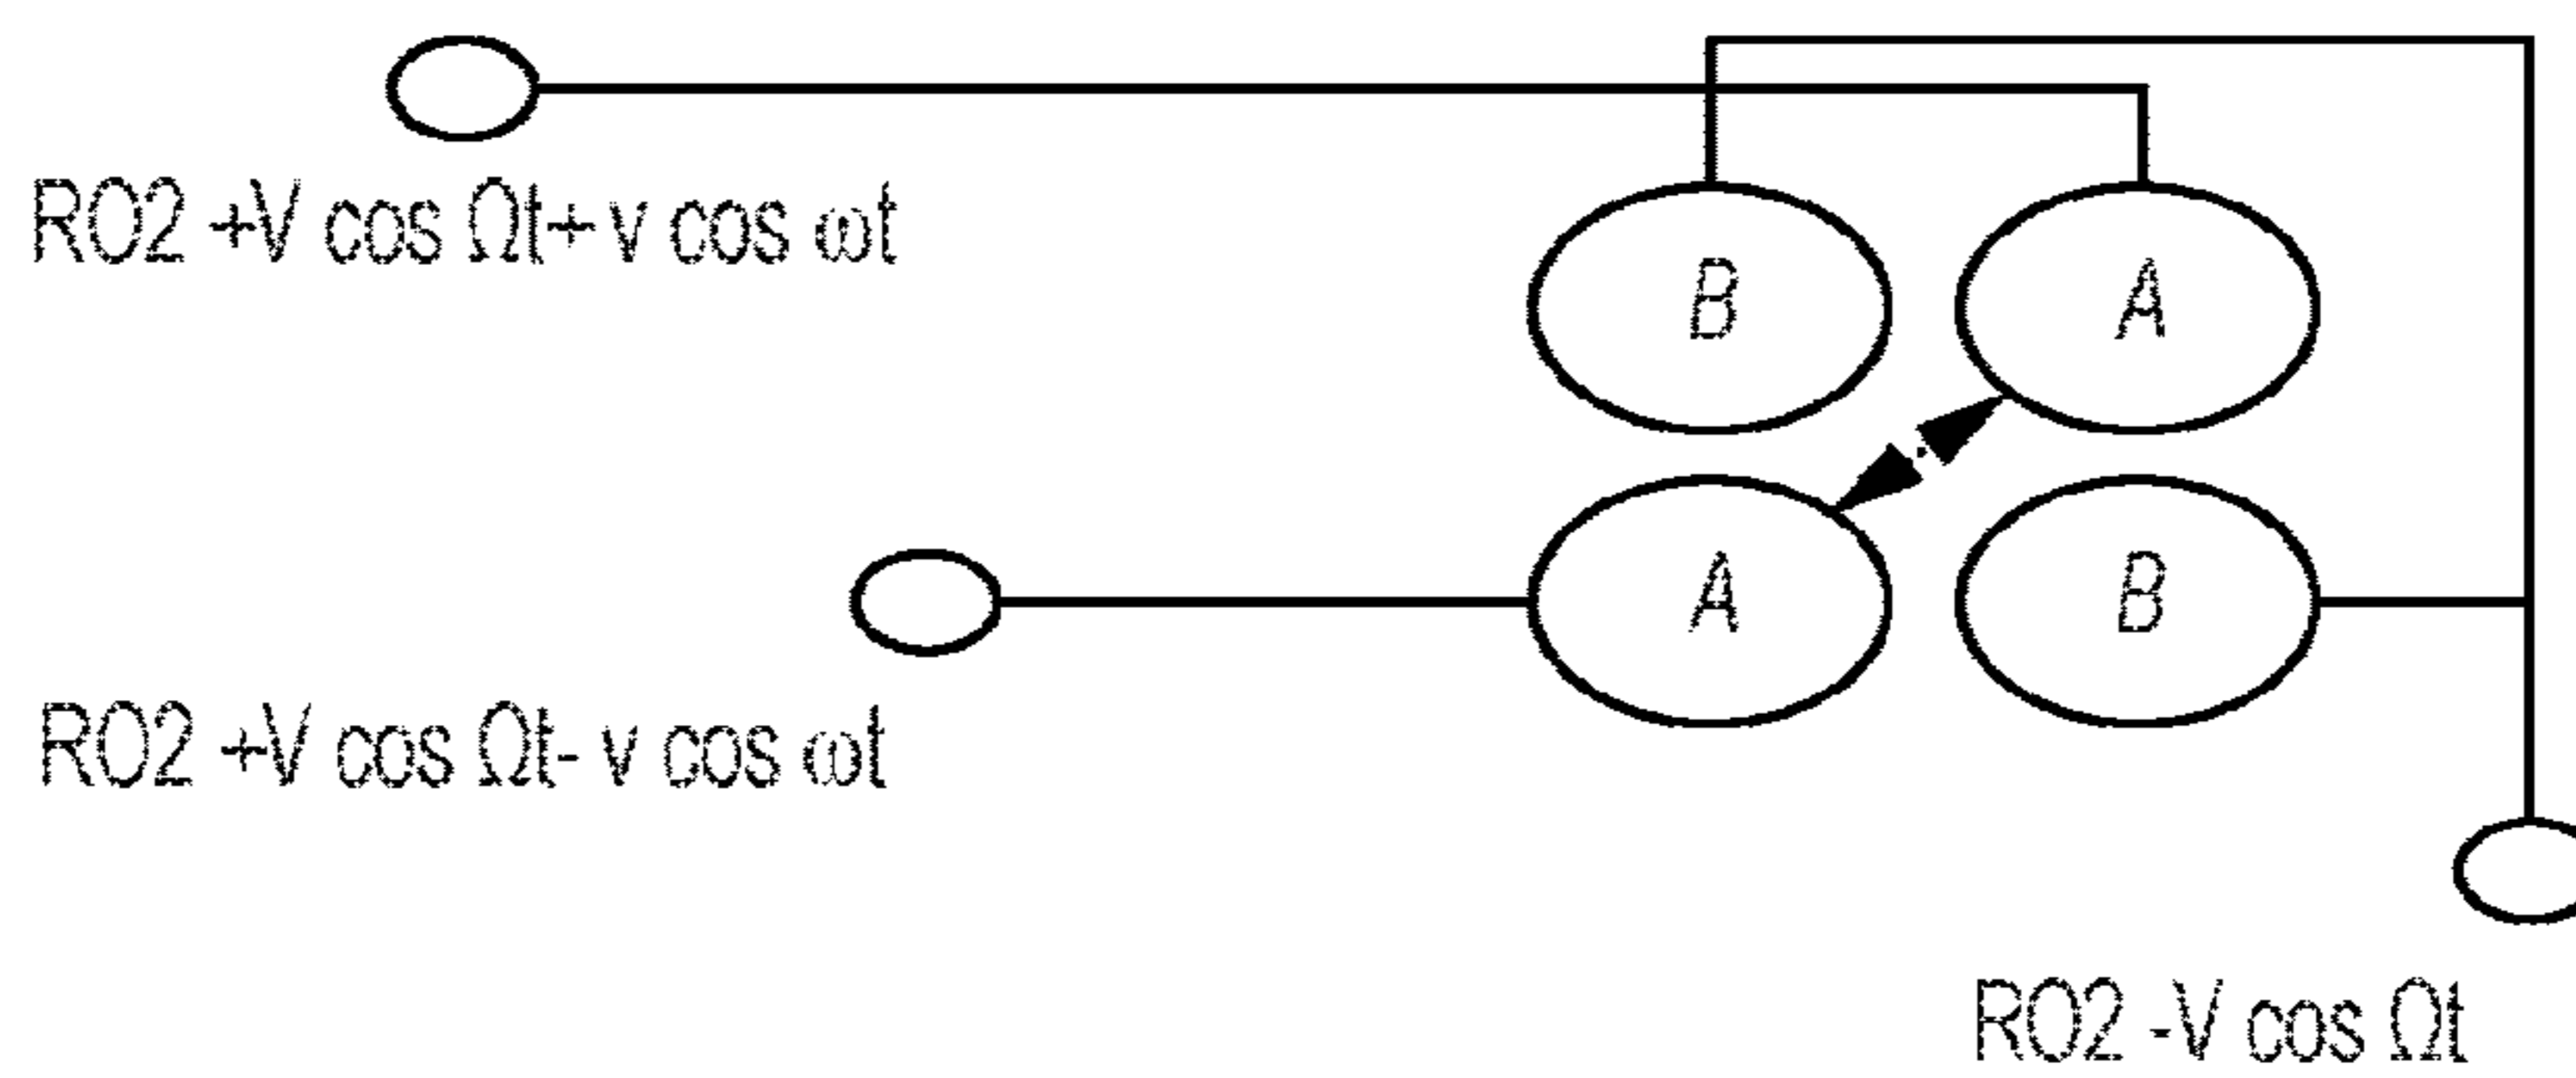 RO2 +V cos Ωt+ v cos ωt
B A
A B
RO2 +V cos Ωt- v cos ωt
RO2 -V cos Ωt